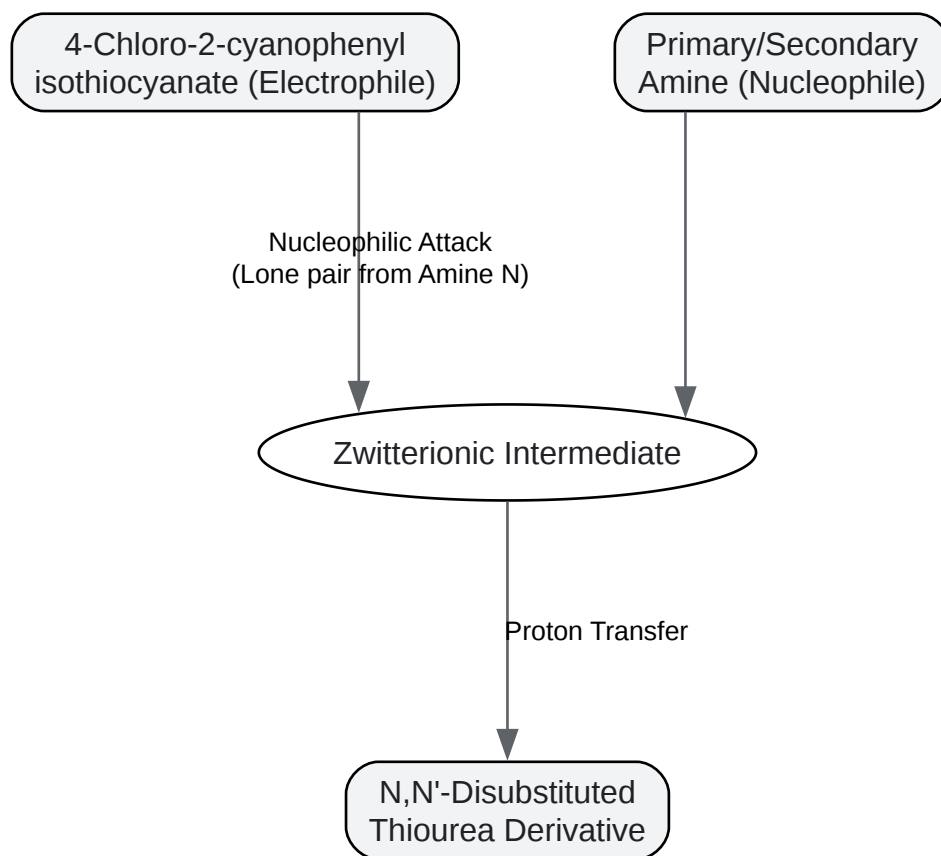 4-Chloro-2-cyanophenyl
isothiocyanate (Electrophile)
Primary/Secondary
Amine (Nucleophile)
Nucleophilic Attack
(Lone pair from Amine N)
Zwitterionic Intermediate
Proton Transfer
N,N'-Disubstituted
Thiourea Derivative